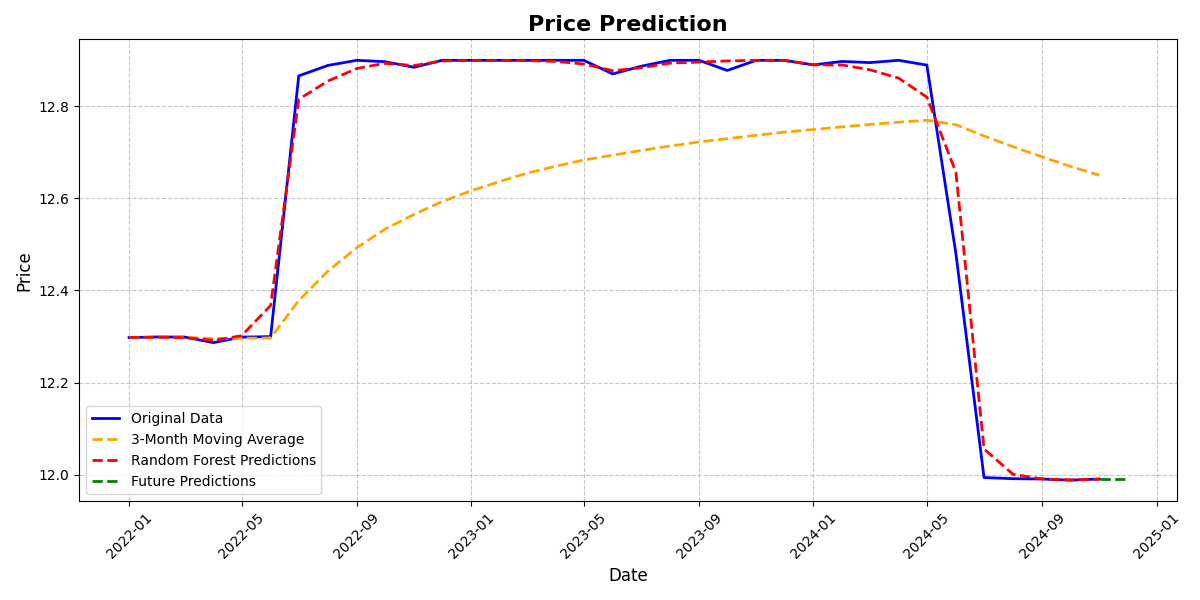 Price Prediction
Price
12.8
12.6
12.4
12.2
12.0
Original Data
3-Month Moving Average
Random Forest Predictions
Future Predictions
2022-01
2022-05
2022-09
2023-01
2023-05
2023-09
2024-01
2024-05
2024-09
2025-01
Date